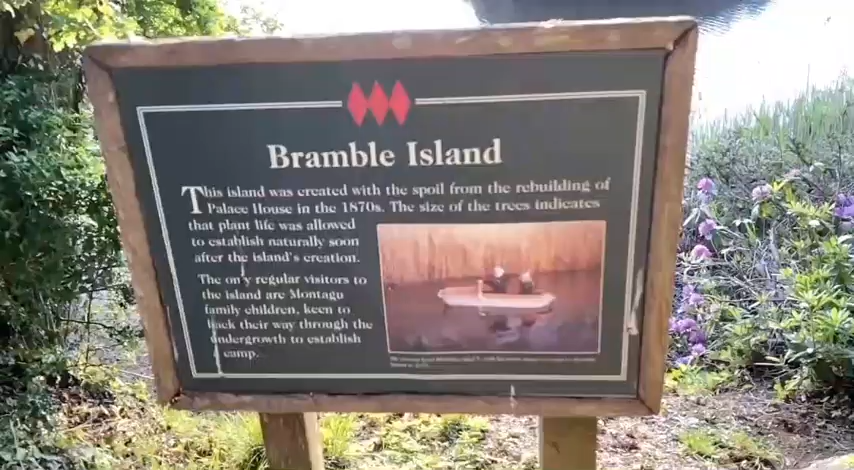 Bramble Island
This island was created with the spoil from the rebuilding of
Palace House in the 1870s. The size of the trees indicates
that plant life was allowed
to establish naturally soon
after the island's creation.
The only regular visitors to
the island are Montagu
family children, keen to
hack their way through the
undergrowth to establish
camp.